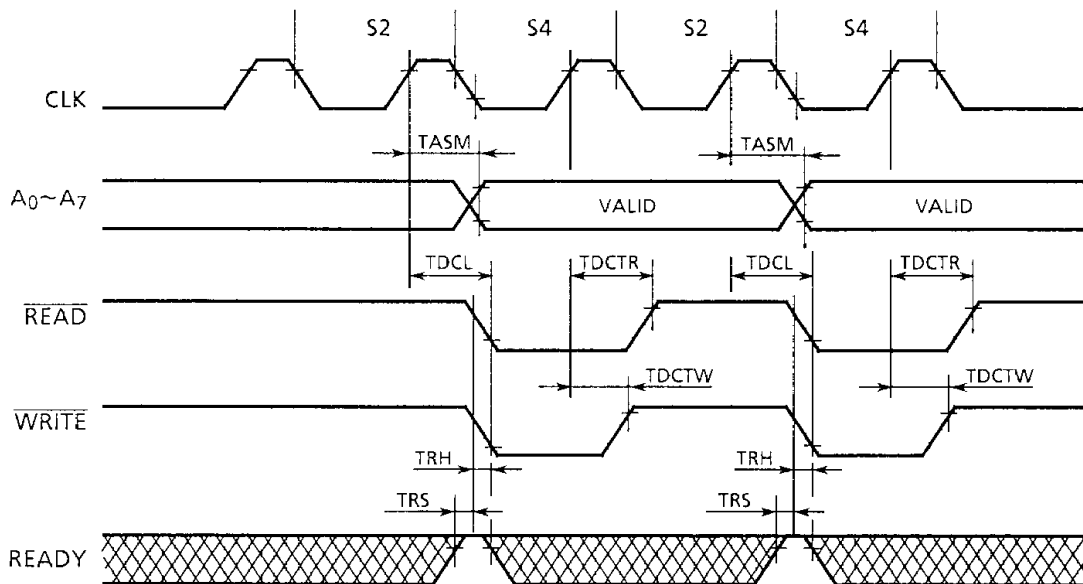 S2 S4 S2 S4
CLK
TASM TASM
A₀~A₇ VALID VALID
TDCL TDCTR TDCL TDCTR
READ
TDCTW TDCTW
WRITE
TRH TRH
TRS TRS
READY